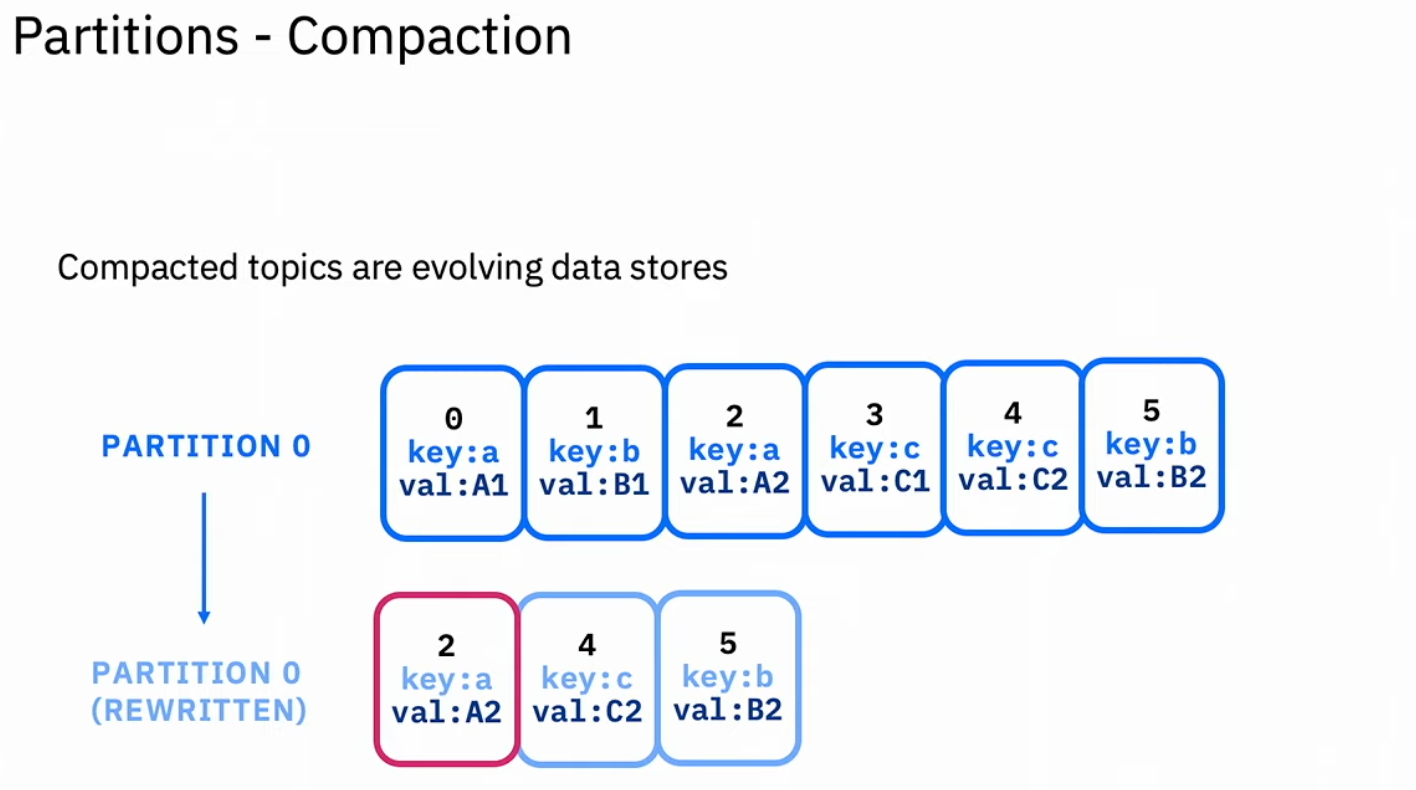 Partitions - Compaction
Compacted topics are evolving data stores
PARTITION 0
0
key:a
val:A1
1
key:b
val:B1
2
key:a
val:A2
3
key:c
val:C1
4
key:c
val:C2
5
key:b
val:B2
PARTITION 0
(REWRITTEN)
2
key:a
val:A2
4
key:c
val:C2
5
key:b
val:B2